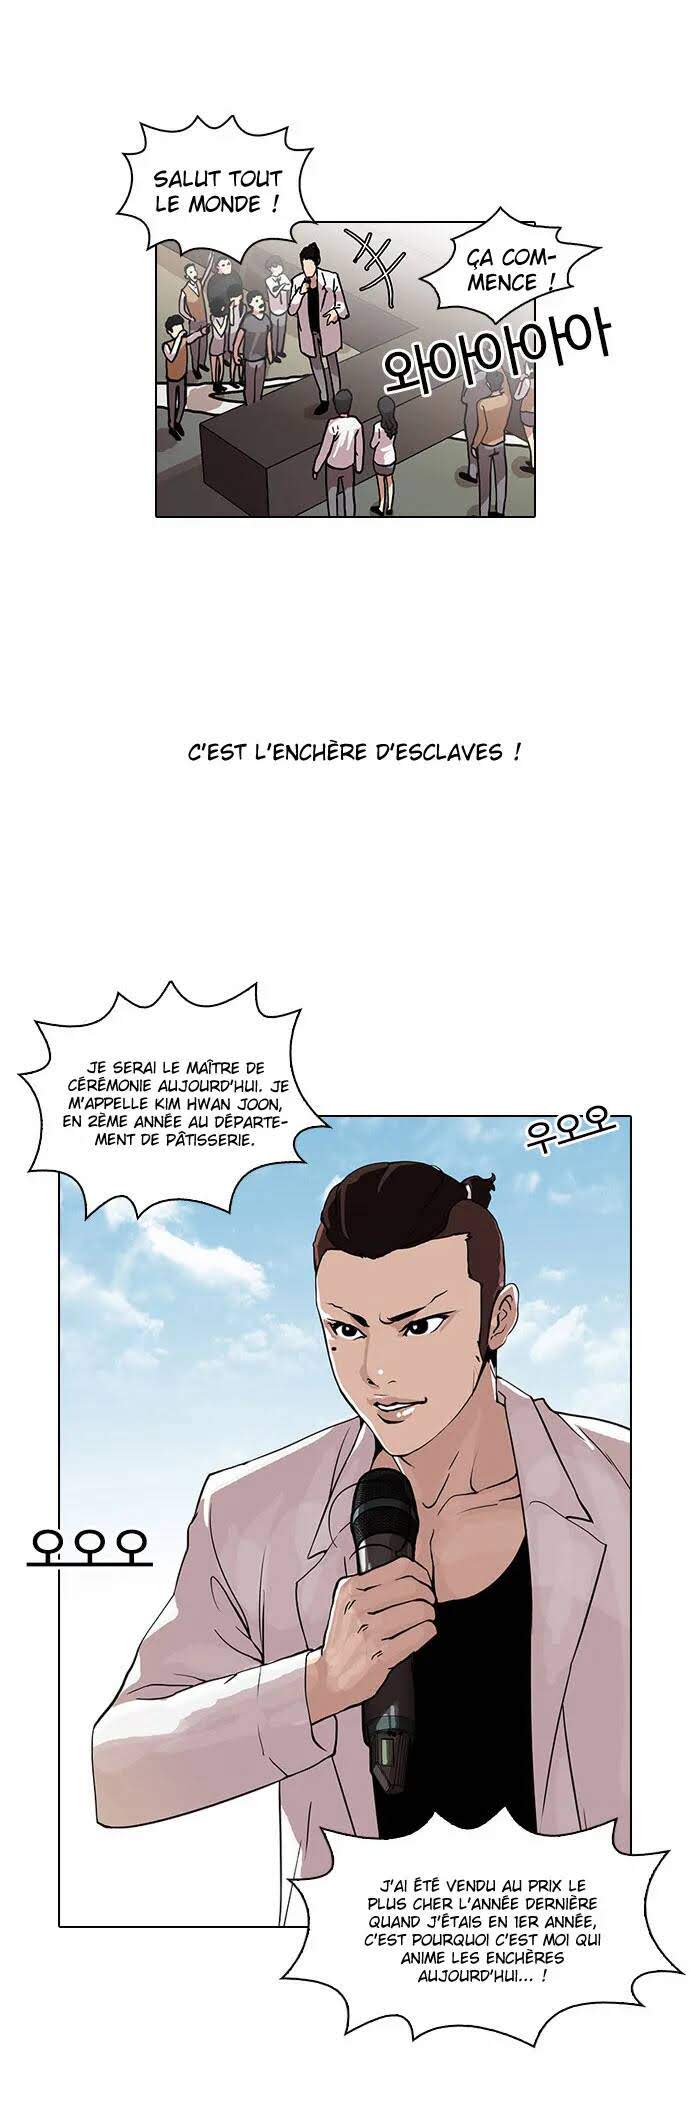 SALUT TOUT
LE MONDE !
ÇA COM-
MENCE !
와아아아아
C'EST L'ENCHÈRE D'ESCLAVES !
JE SERAI LE MAÎTRE DE
CÉRÉMONIE AUJOURD'HUI. JE
M'APPELLE KIM HWAN JOON,
EN 2ÈME ANNÉE AU DÉPARTE-
MENT DE PÂTISSERIE.
우오오
오오오
J'AI ÉTÉ VENDU AU PRIX LE
PLUS CHER L'ANNÉE DERNIÈRE
QUAND J'ÉTAIS EN 1ER ANNÉE,
C'EST POURQUOI C'EST MOI QUI
ANIME LES ENCHÈRES
AUJOURD'HUI... !